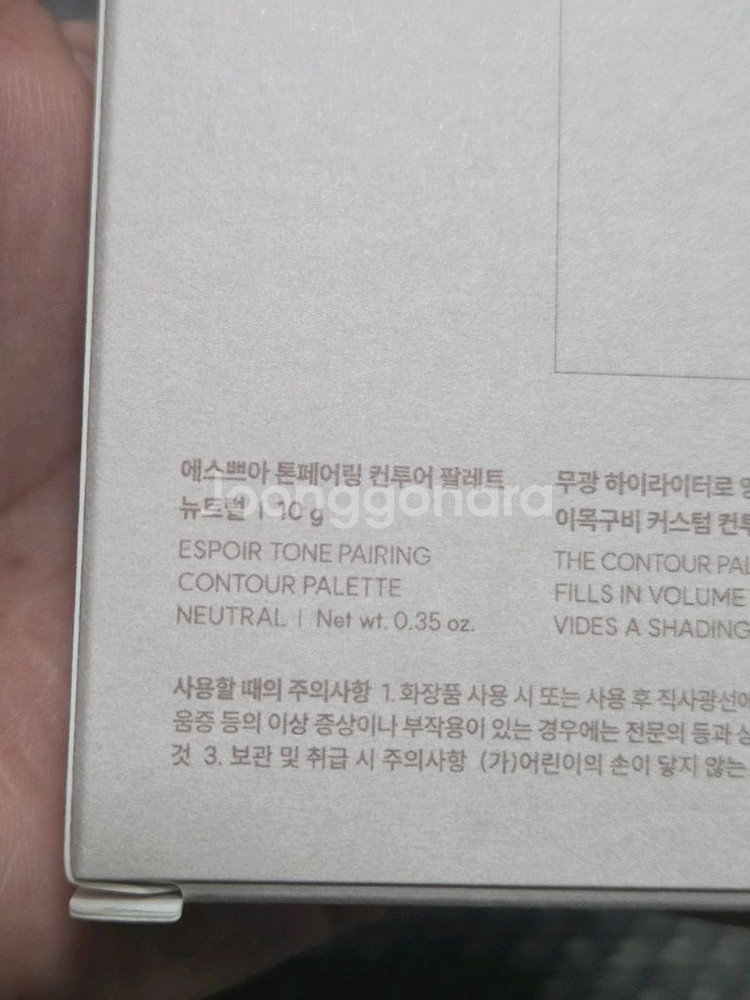 에스쁘아 톤페어링 컨투어 팔레트
뉴트럴 | 10 g
ESPOIR TONE PAIRING
CONTOUR PALETTE
NEUTRAL | Net wt. 0.35 oz.
무광 하이라이터로
이목구비 커스텀 컨투
THE CONTOUR PAL
FILLS IN VOLUME
VIDES A SHADING
사용할 때의 주의사항 1. 화장품 사용 시 또는 사용 후 직사광선에
움증 등의 이상 증상이나 부작용이 있는 경우에는 전문의 등과 상
것 3. 보관 및 취급 시 주의사항 (가)어린이의 손이 닿지 않는
joonggonara